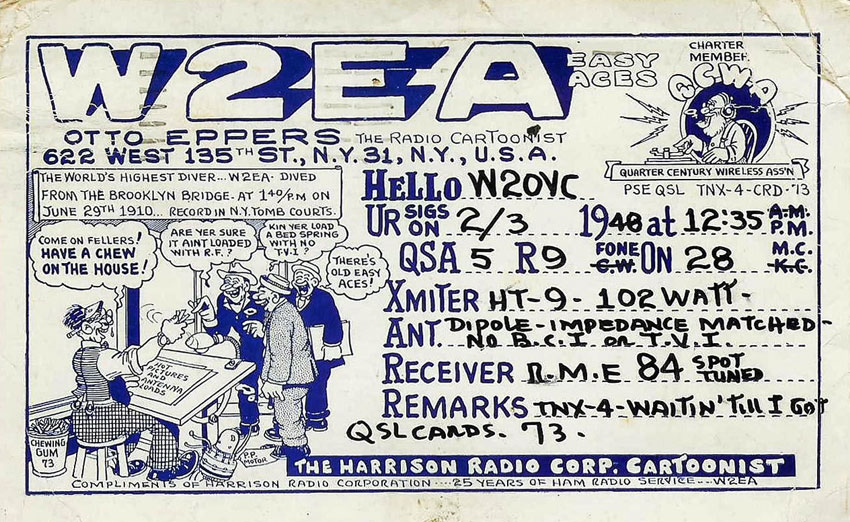 W2EA
EASY
ACES
CHARTER
MEMBER.
QCWA
OTTO EPPERS THE RADIO CARTOONIST
622 WEST 135TH ST., N.Y. 31, N.Y., U.S.A.
QUARTER CENTURY WIRELESS ASS'N
PSE QSL TNX-4-CRD-'73
THE WORLD'S HIGHEST DIVER... W2EA. DIVED
FROM THE BROOKLYN BRIDGE. AT 1 40/PM ON
JUNE 29TH 1910... RECORD IN N.Y. TOMB COURTS.
HELLO W2OVC
UR SIGS ON 2/3 1948 at 12:35 A.M. P.M.
QSA 5 R9 FONE C.W. ON 28 M.C. K.C.
XMITER HT-9- 102 WATT-
ANT. DIPOLE-IMPEDANCE MATCHED-
NO B.C.I OR T.V.I
RECEIVER R.M.E 84 SPOT TUNED
REMARKS TNX-4-WAITIN' TILL I GOT
QSL CARDS. 73.
COME ON FELLERS!
HAVE A CHEW
ON THE HOUSE!
ARE YER SURE
IT AINT LOADED
WITH R.F.?
KIN YER LOAD
A BED SPRING
WITH NO
T.V.I?
THERE'S
OLD EASY
ACES!
HOT
PICTURES
AND
ANTENNA
LOADS
CHEWING
GUM
73
P.P.
MOTOR
THE HARRISON RADIO CORP. CARTOONIST
COMPLIMENTS OF HARRISON RADIO CORPORATION ···· 25 YEARS OF HAM RADIO SERVICE···W2EA